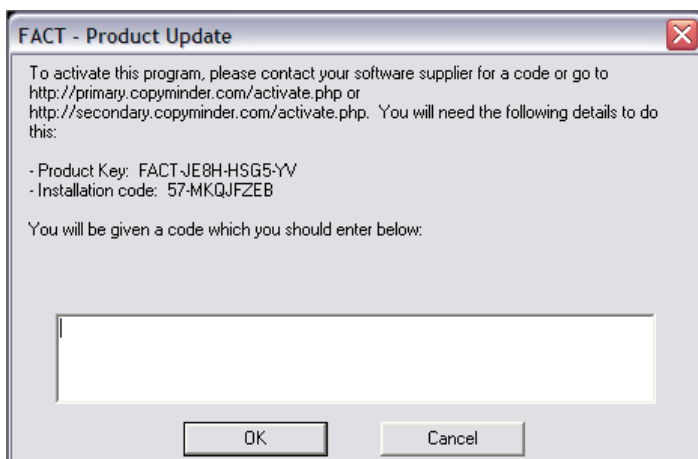 FACT - Product Update
To activate this program, please contact your software supplier for a code or go to
http://primary.copyminder.com/activate.php or
http://secondary.copyminder.com/activate.php. You will need the following details to do
this:
- Product Key: FACT-JE8H-HSG5-YV
- Installation code: 57-MKQJFZEB
You will be given a code which you should enter below:
OK
Cancel